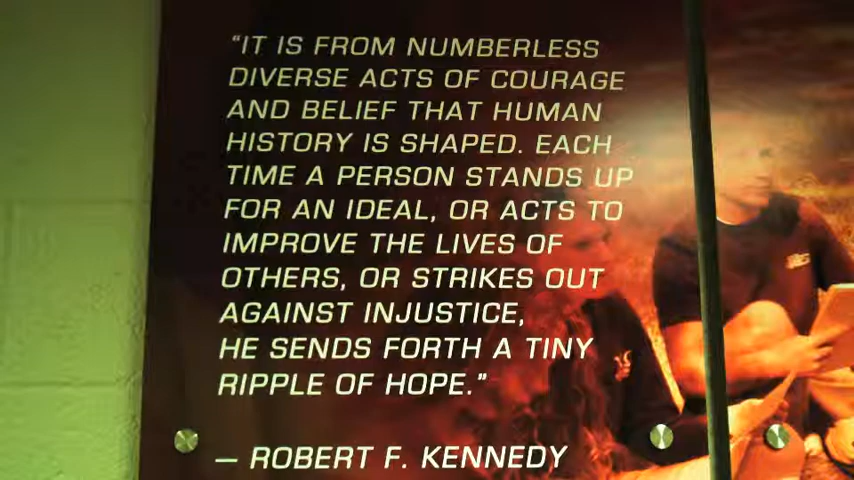 "IT IS FROM NUMBERLESS
DIVERSE ACTS OF COURAGE
AND BELIEF THAT HUMAN
HISTORY IS SHAPED. EACH
TIME A PERSON STANDS UP
FOR AN IDEAL, OR ACTS TO
IMPROVE THE LIVES OF
OTHERS, OR STRIKES OUT
AGAINST INJUSTICE,
HE SENDS FORTH A TINY
RIPPLE OF HOPE."
— ROBERT F. KENNEDY